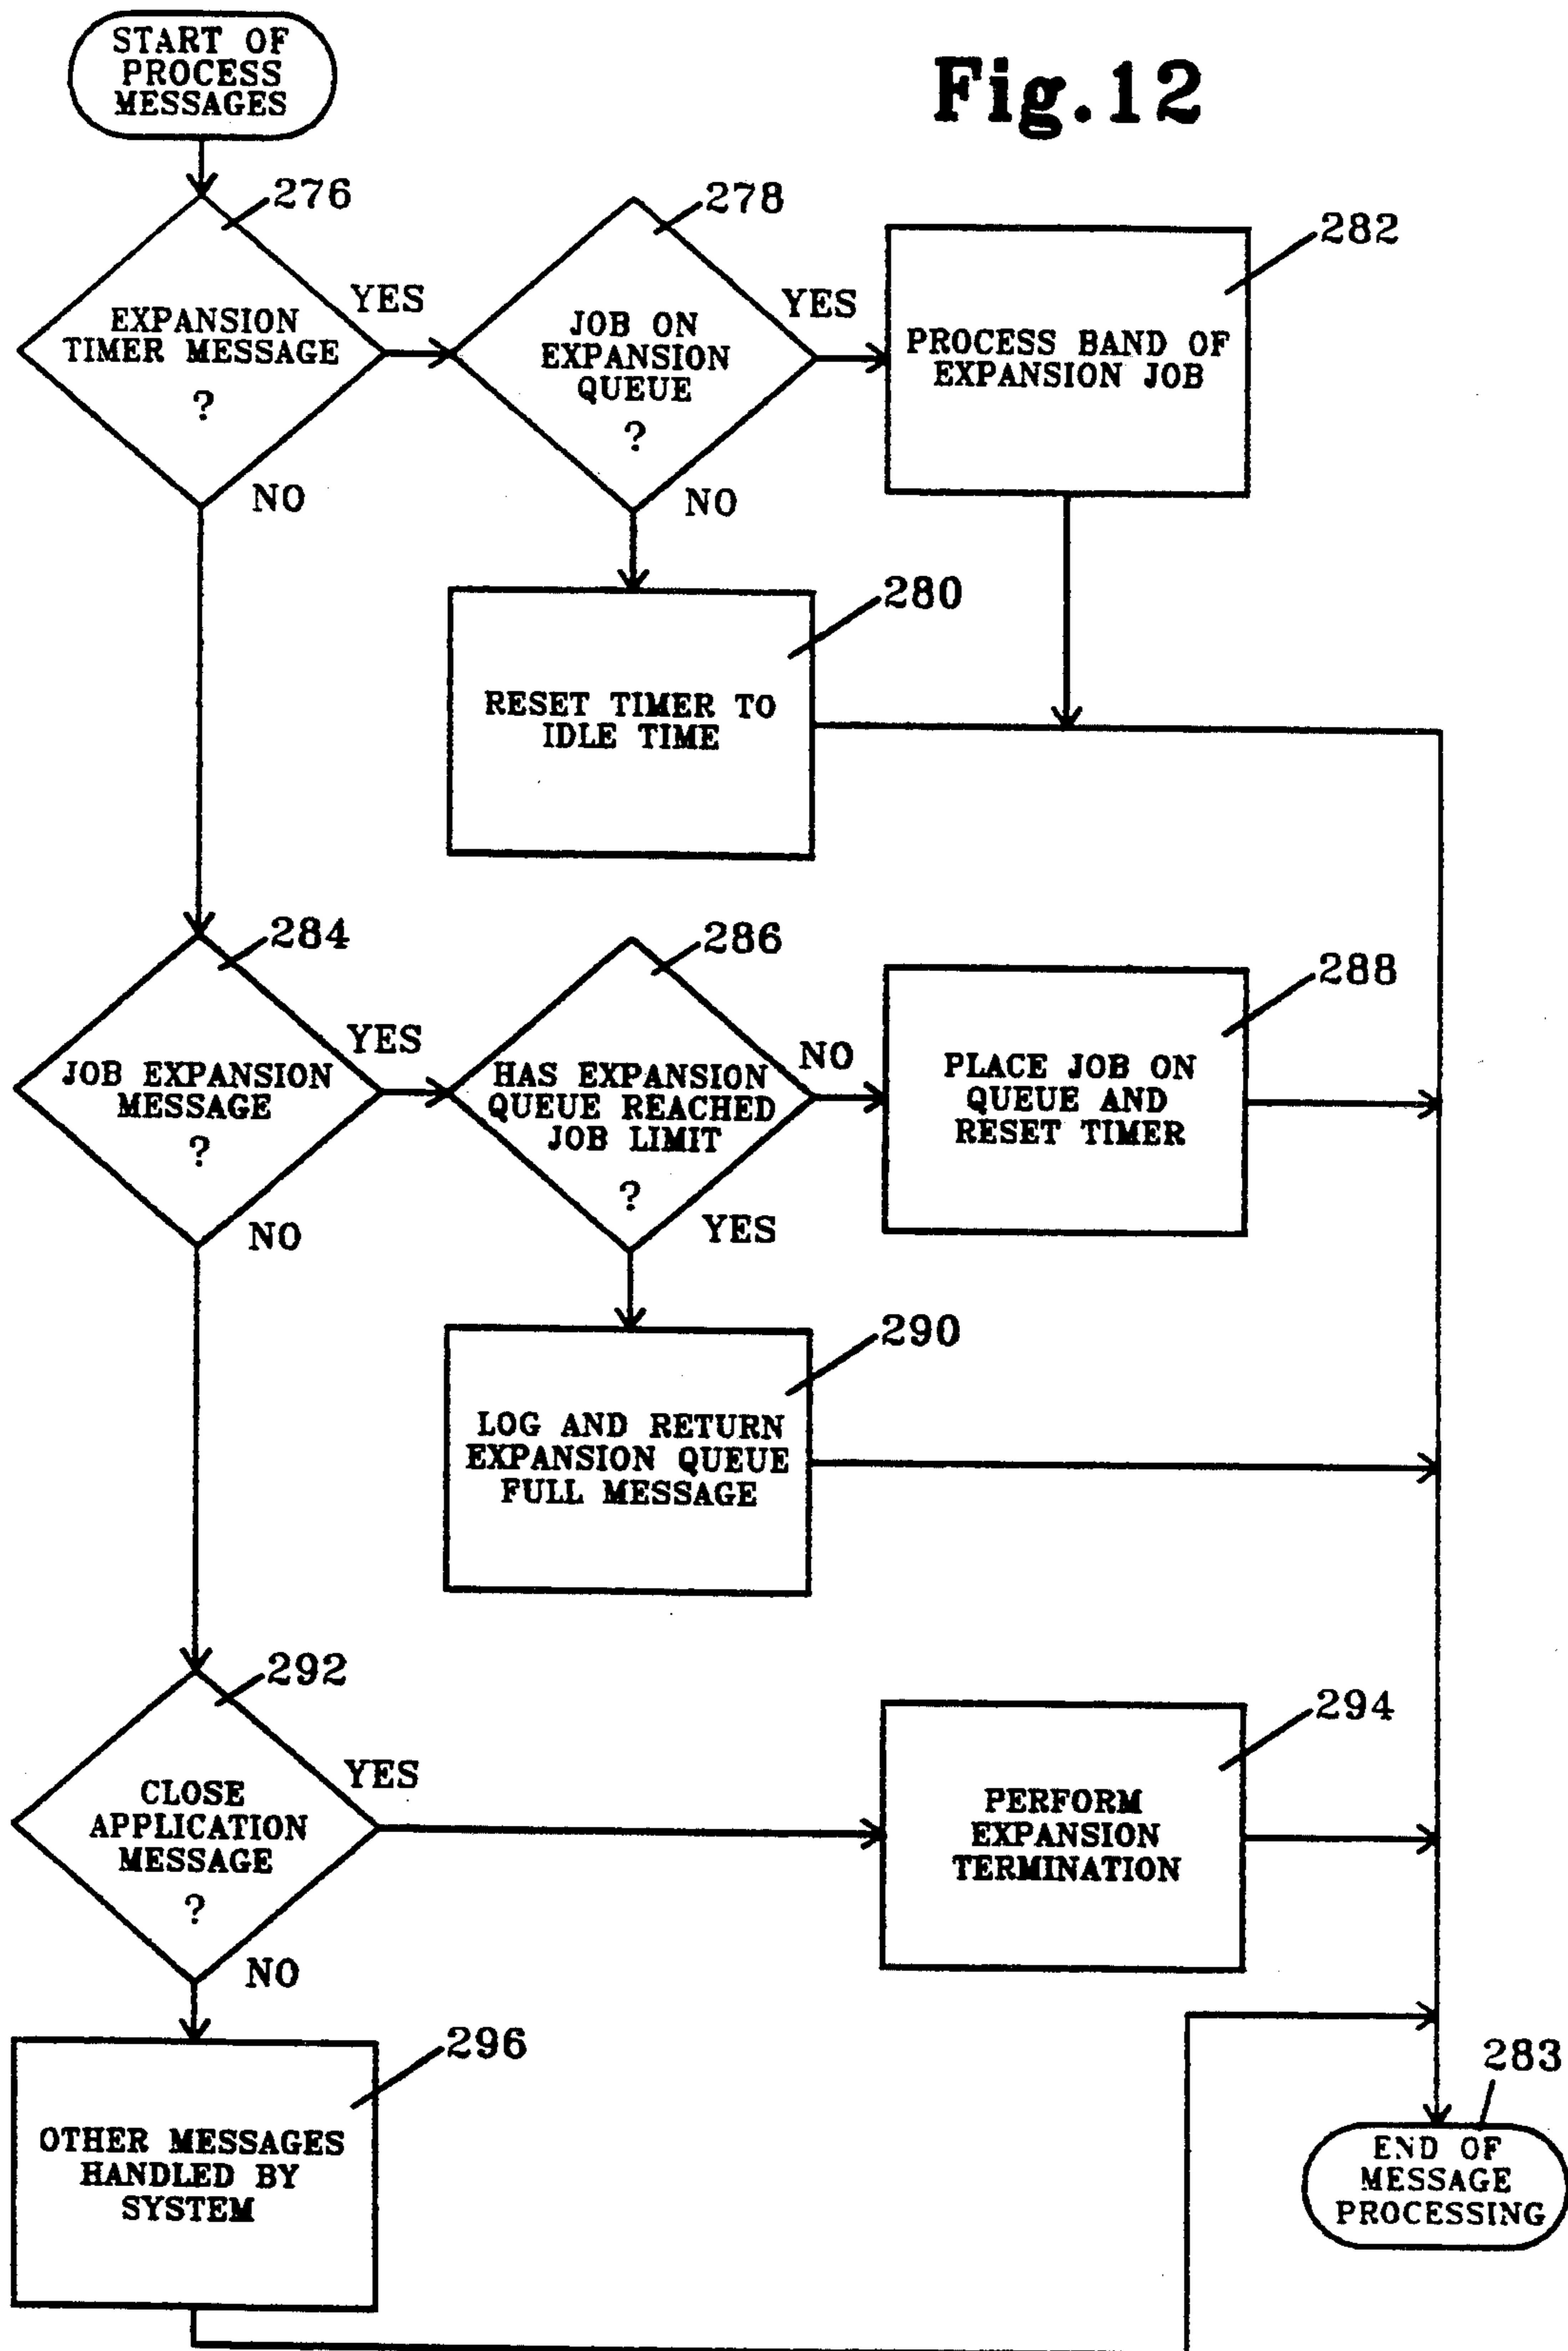 START OF
PROCESS
MESSAGES
Fig.12
276
EXPANSION
TIMER MESSAGE
?
YES
NO
278
JOB ON
EXPANSION
QUEUE
?
YES
NO
282
PROCESS BAND OF
EXPANSION JOB
280
RESET TIMER TO
IDLE TIME
284
JOB EXPANSION
MESSAGE
?
YES
NO
286
HAS EXPANSION
QUEUE REACHED
JOB LIMIT
?
NO
YES
288
PLACE JOB ON
QUEUE AND
RESET TIMER
290
LOG AND RETURN
EXPANSION QUEUE
FULL MESSAGE
292
CLOSE
APPLICATION
MESSAGE
?
YES
NO
294
PERFORM
EXPANSION
TERMINATION
296
OTHER MESSAGES
HANDLED BY
SYSTEM
283
END OF
MESSAGE
PROCESSING